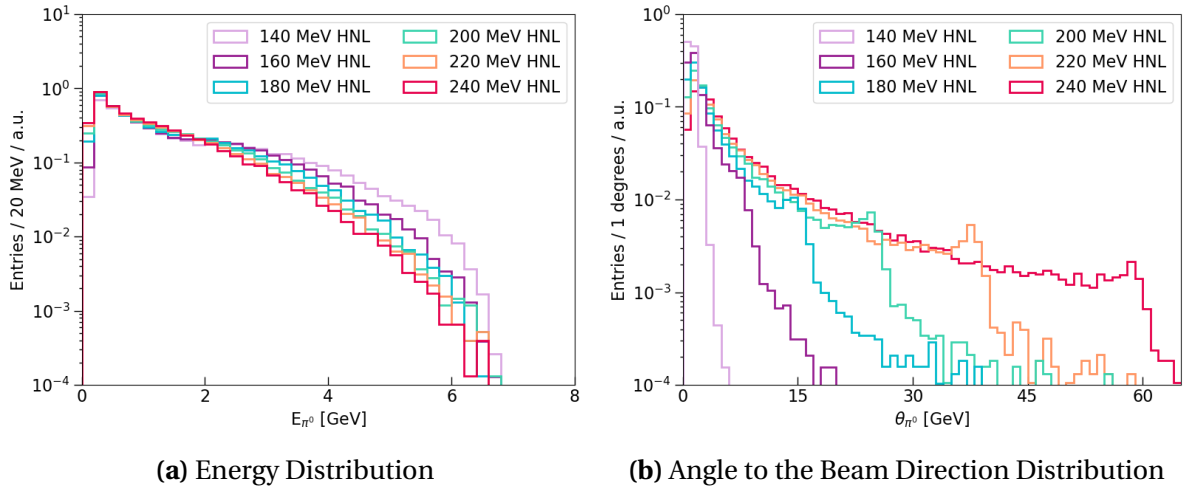 10¹
10⁰
10⁻¹
10⁻²
10⁻³
10⁻⁴
Entries / 20 MeV / a.u.
140 MeV HNL
160 MeV HNL
180 MeV HNL
200 MeV HNL
220 MeV HNL
240 MeV HNL
0 2 4 6 8
E_π⁰ [GeV]
(a) Energy Distribution
10⁰
10⁻¹
10⁻²
10⁻³
10⁻⁴
Entries / 1 degrees / a.u.
140 MeV HNL
160 MeV HNL
180 MeV HNL
200 MeV HNL
220 MeV HNL
240 MeV HNL
0 15 30 45 60
θ_π⁰ [GeV]
(b) Angle to the Beam Direction Distribution